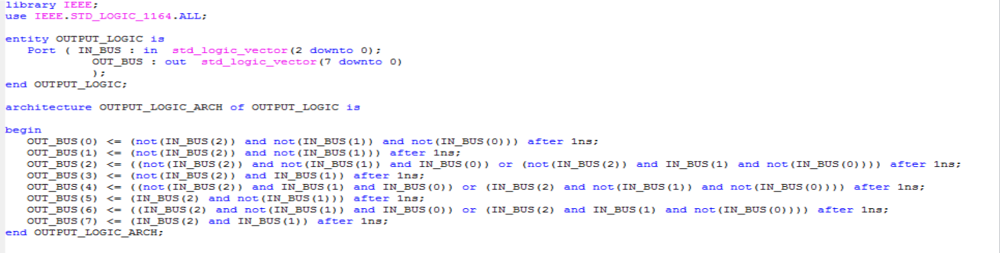 library IEEE;
use IEEE.STD_LOGIC_1164.ALL;
entity OUTPUT_LOGIC is
Port ( IN_BUS : in std_logic_vector(2 downto 0);
OUT_BUS : out std_logic_vector(7 downto 0)
);
end OUTPUT_LOGIC;
architecture OUTPUT_LOGIC_ARCH of OUTPUT_LOGIC is
begin
OUT_BUS(0) <= (not(IN_BUS(2)) and not(IN_BUS(1)) and not(IN_BUS(0))) after 1ns;
OUT_BUS(1) <= (not(IN_BUS(2)) and not(IN_BUS(1))) after 1ns;
OUT_BUS(2) <= ((not(IN_BUS(2)) and not(IN_BUS(1)) and IN_BUS(0)) or (not(IN_BUS(2)) and IN_BUS(1) and not(IN_BUS(0)))) after 1ns;
OUT_BUS(3) <= (not(IN_BUS(2)) and IN_BUS(1)) after 1ns;
OUT_BUS(4) <= ((not(IN_BUS(2)) and IN_BUS(1) and IN_BUS(0)) or (IN_BUS(2) and not(IN_BUS(1)) and not(IN_BUS(0)))) after 1ns;
OUT_BUS(5) <= (IN_BUS(2) and not(IN_BUS(1))) after 1ns;
OUT_BUS(6) <= ((IN_BUS(2) and not(IN_BUS(1)) and IN_BUS(0)) or (IN_BUS(2) and IN_BUS(1) and not(IN_BUS(0)))) after 1ns;
OUT_BUS(7) <= (IN_BUS(2) and IN_BUS(1)) after 1ns;
end OUTPUT_LOGIC_ARCH;